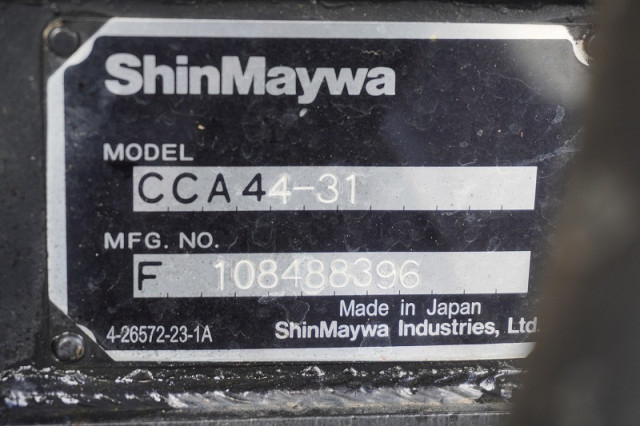 ShinMaywa
MODEL
CCA44-31
MFG. NO.
F 108488396
Made in Japan
4-26572-23-1A ShinMaywa Industries, Ltd.